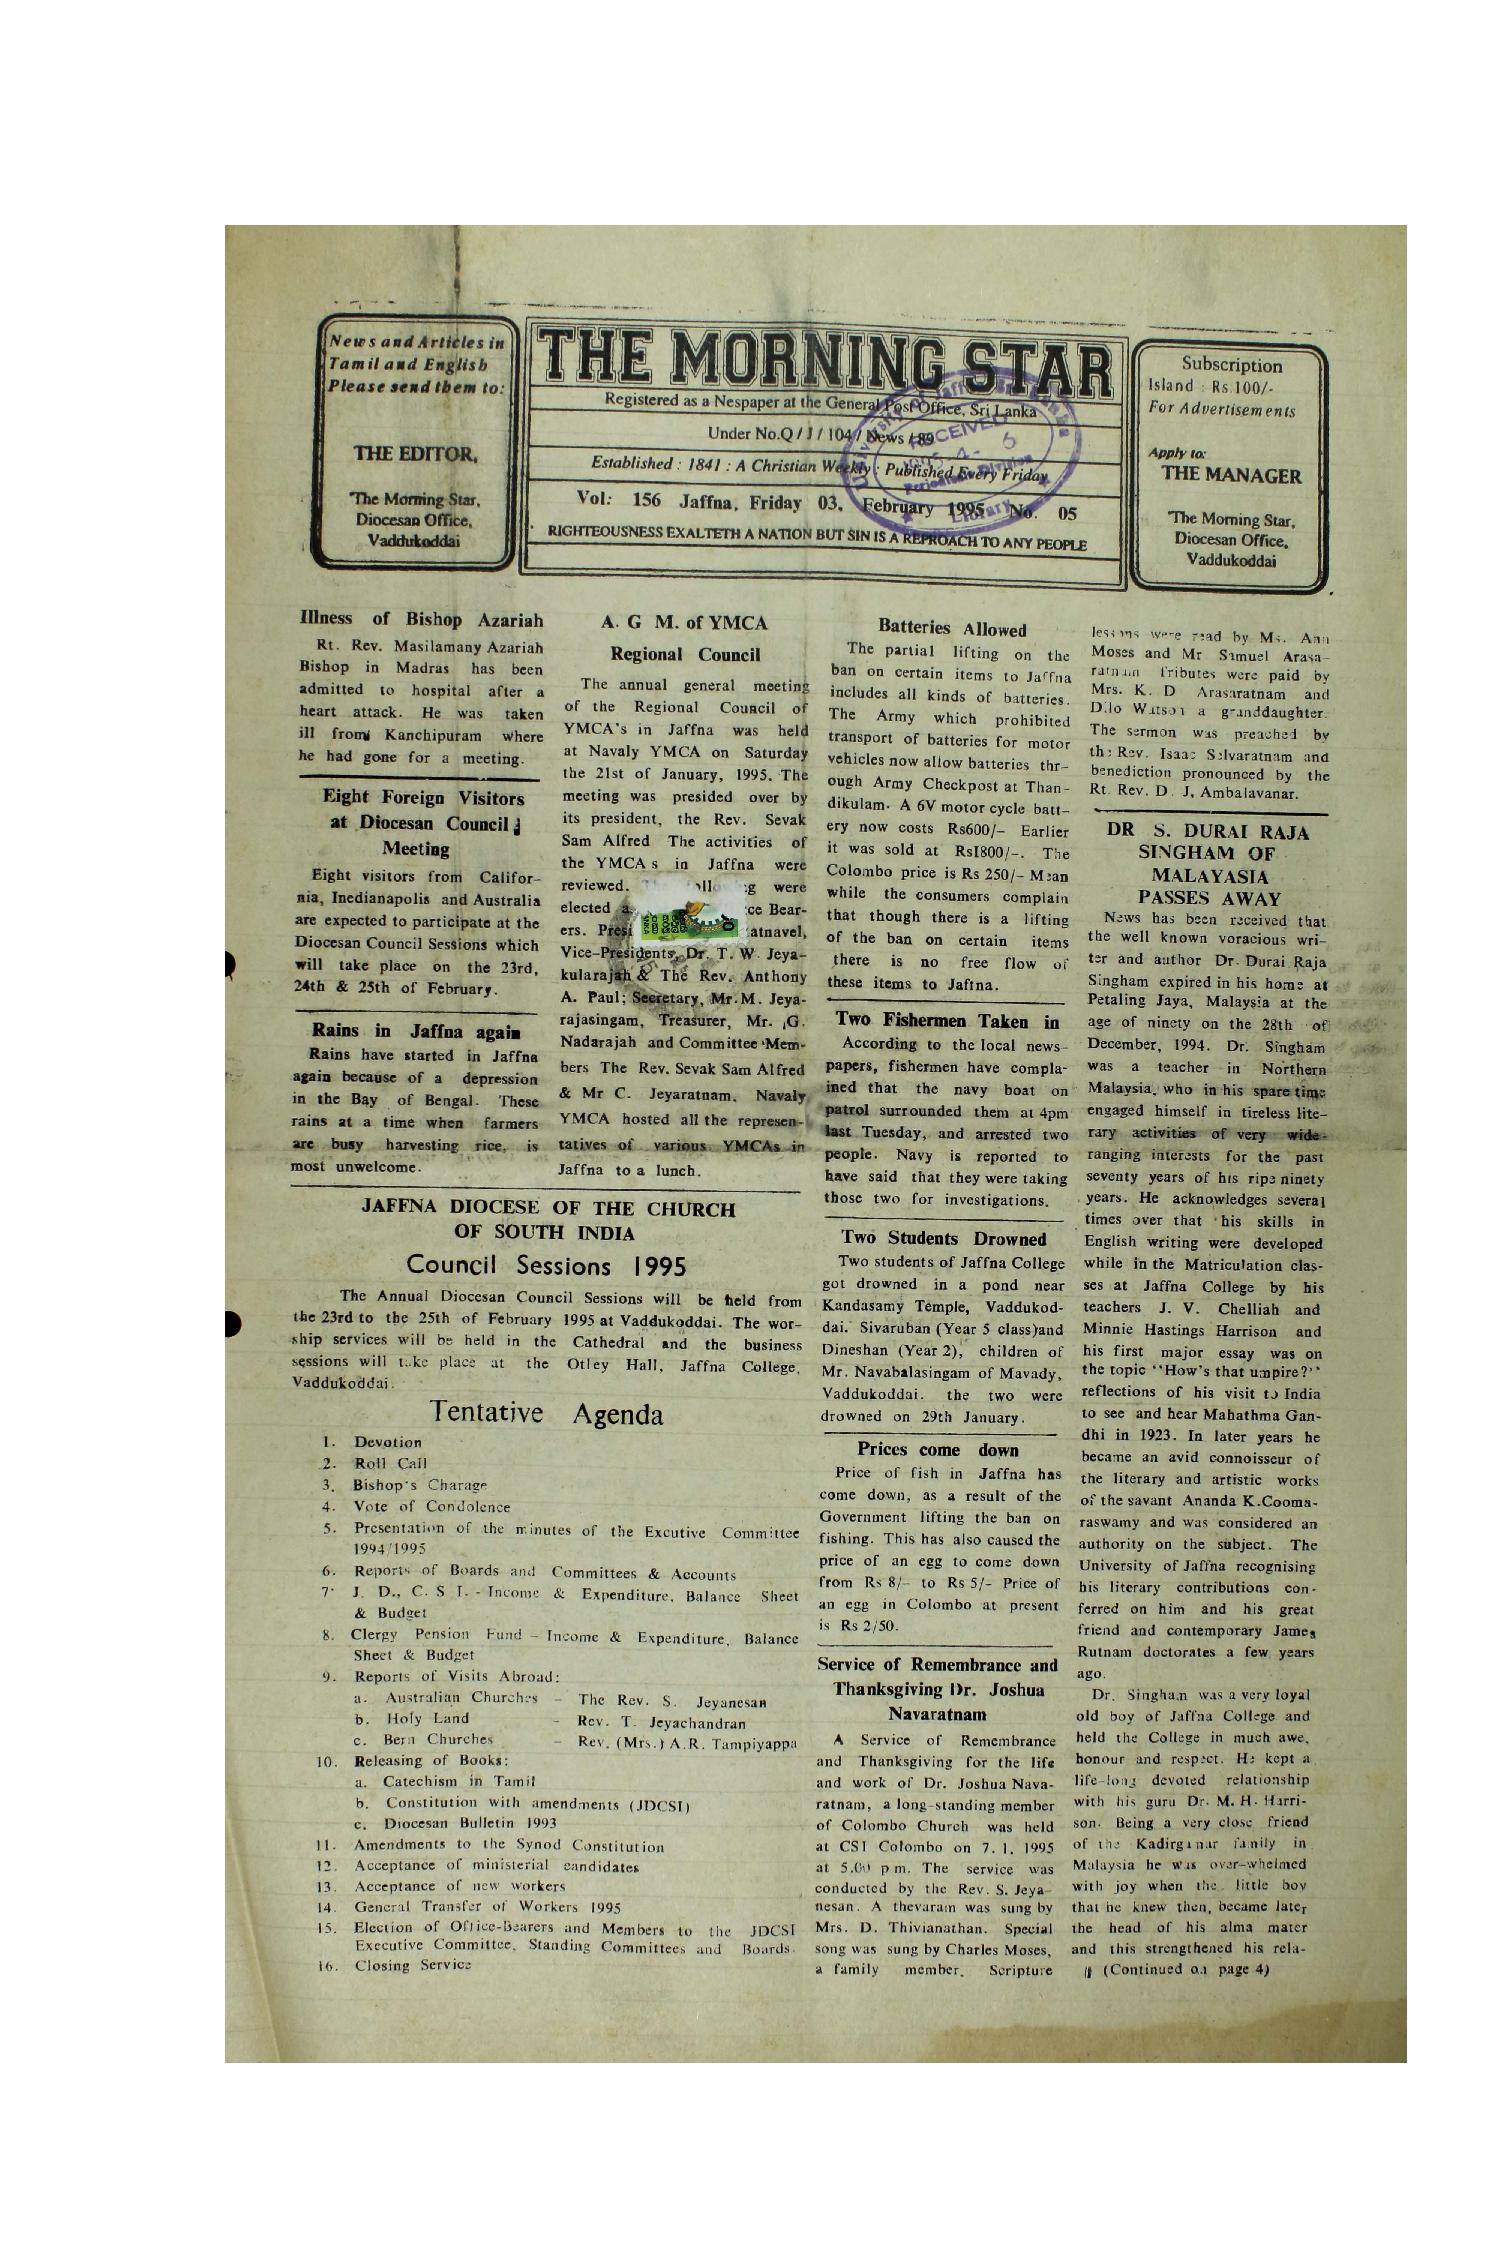 News and Articles in
Tamil and English
Please send them to:
THE EDITOR,
The Morning Star,
Diocesan Office,
Vaddukoddai
THE MORNING STAR
Registered as a Nespaper at the General Post Office, Sri Lanka
Under No.Q / J / 104 / News / 89
Established : 1841 : A Christian Weekly : Published Every Friday
Vol: 156 Jaffna, Friday 03, February 1995 No. 05
RIGHTEOUSNESS EXALTETH A NATION BUT SIN IS A REPROACH TO ANY PEOPLE
RECEIVED
Library
Subscription
Island : Rs.100/-
For Advertisements
Apply to:
THE MANAGER
The Morning Star,
Diocesan Office,
Vaddukoddai
Illness of Bishop Azariah
Rt. Rev. Masilamany Azariah
Bishop in Madras has been
admitted to hospital after a
heart attack. He was taken
ill from Kanchipuram where
he had gone for a meeting.
Eight Foreign Visitors
at Diocesan Council
Meeting
Eight visitors from Califor-
nia, Inedianapolis and Australia
are expected to participate at the
Diocesan Council Sessions which
will take place on the 23rd,
24th & 25th of February.
Rains in Jaffna again
Rains have started in Jaffna
again because of a depression
in the Bay of Bengal. These
rains at a time when farmers
are busy harvesting rice, is
most unwelcome.
A. G M. of YMCA
Regional Council
The annual general meeting
of the Regional Council of
YMCA's in Jaffna was held
at Navaly YMCA on Saturday
the 21st of January, 1995. The
meeting was presided over by
its president, the Rev. Sevak
Sam Alfred The activities of
the YMCA s in Jaffna were
reviewed. were
elected Bear-
ers.
Vice-Presidents, Dr. T. W. Jeya-
kularajah & The Rev. Anthony
A. Paul; Secretary, Mr. M. Jeya-
rajasingam, Treasurer, Mr. G.
Nadarajah and Committee Mem-
bers The Rev. Sevak Sam Alfred
& Mr C. Jeyaratnam. Navaly
YMCA hosted all the represen-
tatives of various YMCAs in
Jaffna to a lunch.
JAFFNA DIOCESE OF THE CHURCH
OF SOUTH INDIA
Council Sessions 1995
The Annual Diocesan Council Sessions will be held from
the 23rd to the 25th of February 1995 at Vaddukoddai. The wor-
ship services will be held in the Cathedral and the business
sessions will take place at the Otley Hall, Jaffna College,
Vaddukoddai.
Tentative Agenda
1. Devotion
2. Roll Call
3. Bishop's Charage
4. Vote of Condolence
5. Presentation of the minutes of the Excutive Committee
1994/1995
6. Reports of Boards and Committees & Accounts
7. J. D., C. S I. - Income & Expenditure, Balance Sheet
& Budget
8. Clergy Pension Fund – Income & Expenditure, Balance
Sheet & Budget
9. Reports of Visits Abroad:
a. Australian Churches – The Rev. S. Jeyanesan
b. Holy Land – Rev. T. Jeyachandran
c. Bern Churches – Rev. (Mrs.) A.R. Tampiyappa
10. Releasing of Books:
a. Catechism in Tamil
b. Constitution with amendments (JDCSI)
c. Diocesan Bulletin 1993
11. Amendments to the Synod Constitution
12. Acceptance of ministerial candidates
13. Acceptance of new workers
14. General Transfer of Workers 1995
15. Election of Office-Bearers and Members to the JDCSI
Executive Committee, Standing Committees and Boards.
16. Closing Service
Batteries Allowed
The partial lifting on the
ban on certain items to Jaffna
includes all kinds of batteries.
The Army which prohibited
transport of batteries for motor
vehicles now allow batteries thr-
ough Army Checkpost at Than-
dikulam. A 6V motor cycle batt-
ery now costs Rs600/– Earlier
it was sold at Rs1800/–. The
Colombo price is Rs 250/– Mean
while the consumers complain
that though there is a lifting
of the ban on certain items
there is no free flow of
these items to Jaffna.
Two Fishermen Taken in
According to the local news-
papers, fishermen have compla-
ined that the navy boat on
patrol surrounded them at 4pm
last Tuesday, and arrested two
people. Navy is reported to
have said that they were taking
those two for investigations.
Two Students Drowned
Two students of Jaffna College
got drowned in a pond near
Kandasamy Temple, Vaddukod-
dai. Sivaruban (Year 5 class)and
Dineshan (Year 2), children of
Mr. Navabalasingam of Mavady,
Vaddukoddai. the two were
drowned on 29th January.
Prices come down
Price of fish in Jaffna has
come down, as a result of the
Government lifting the ban on
fishing. This has also caused the
price of an egg to come down
from Rs 8/– to Rs 5/– Price of
an egg in Colombo at present
is Rs 2/50.
Service of Remembrance and
Thanksgiving Dr. Joshua
Navaratnam
A Service of Remembrance
and Thanksgiving for the life
and work of Dr. Joshua Nava-
ratnam, a long-standing member
of Colombo Church was held
at CSI Colombo on 7. 1. 1995
at 5.00 p m. The service was
conducted by the Rev. S. Jeya-
nesan. A thevaram was sung by
Mrs. D. Thivianathan. Special
song was sung by Charles Moses,
a family member. Scripture
lessons were read by Ms. Ann
Moses and Mr Samuel Arasa-
ratnam Tributes were paid by
Mrs. K. D Arasaratnam and
Dilo Watson a granddaughter.
The sermon was preached by
the Rev. Isaac Selvaratnam and
benediction pronounced by the
Rt. Rev. D. J. Ambalavanar.
DR S. DURAI RAJA
SINGHAM OF
MALAYASIA
PASSES AWAY
News has been received that
the well known voracious wri-
ter and author Dr. Durai Raja
Singham expired in his home at
Petaling Jaya, Malaysia at the
age of ninety on the 28th of
December, 1994. Dr. Singham
was a teacher in Northern
Malaysia, who in his spare time
engaged himself in tireless lite-
rary activities of very wide-
ranging interests for the past
seventy years of his ripe ninety
years. He acknowledges several
times over that his skills in
English writing were developed
while in the Matriculation clas-
ses at Jaffna College by his
teachers J. V. Chelliah and
Minnie Hastings Harrison and
his first major essay was on
the topic "How's that umpire?"
reflections of his visit to India
to see and hear Mahathma Gan-
dhi in 1923. In later years he
became an avid connoisseur of
the literary and artistic works
of the savant Ananda K.Cooma-
raswamy and was considered an
authority on the subject. The
University of Jaffna recognising
his literary contributions con-
ferred on him and his great
friend and contemporary James
Rutnam doctorates a few years
ago.
Dr. Singham was a very loyal
old boy of Jaffna College and
held the College in much awe,
honour and respect. He kept a
life-long devoted relationship
with his guru Dr. M. H. Harri-
son. Being a very close friend
of the Kadirgamar family in
Malaysia he was over-whelmed
with joy when the little boy
that he knew then, became later
the head of his alma mater
and this strengthened his rela-
(Continued on page 4)